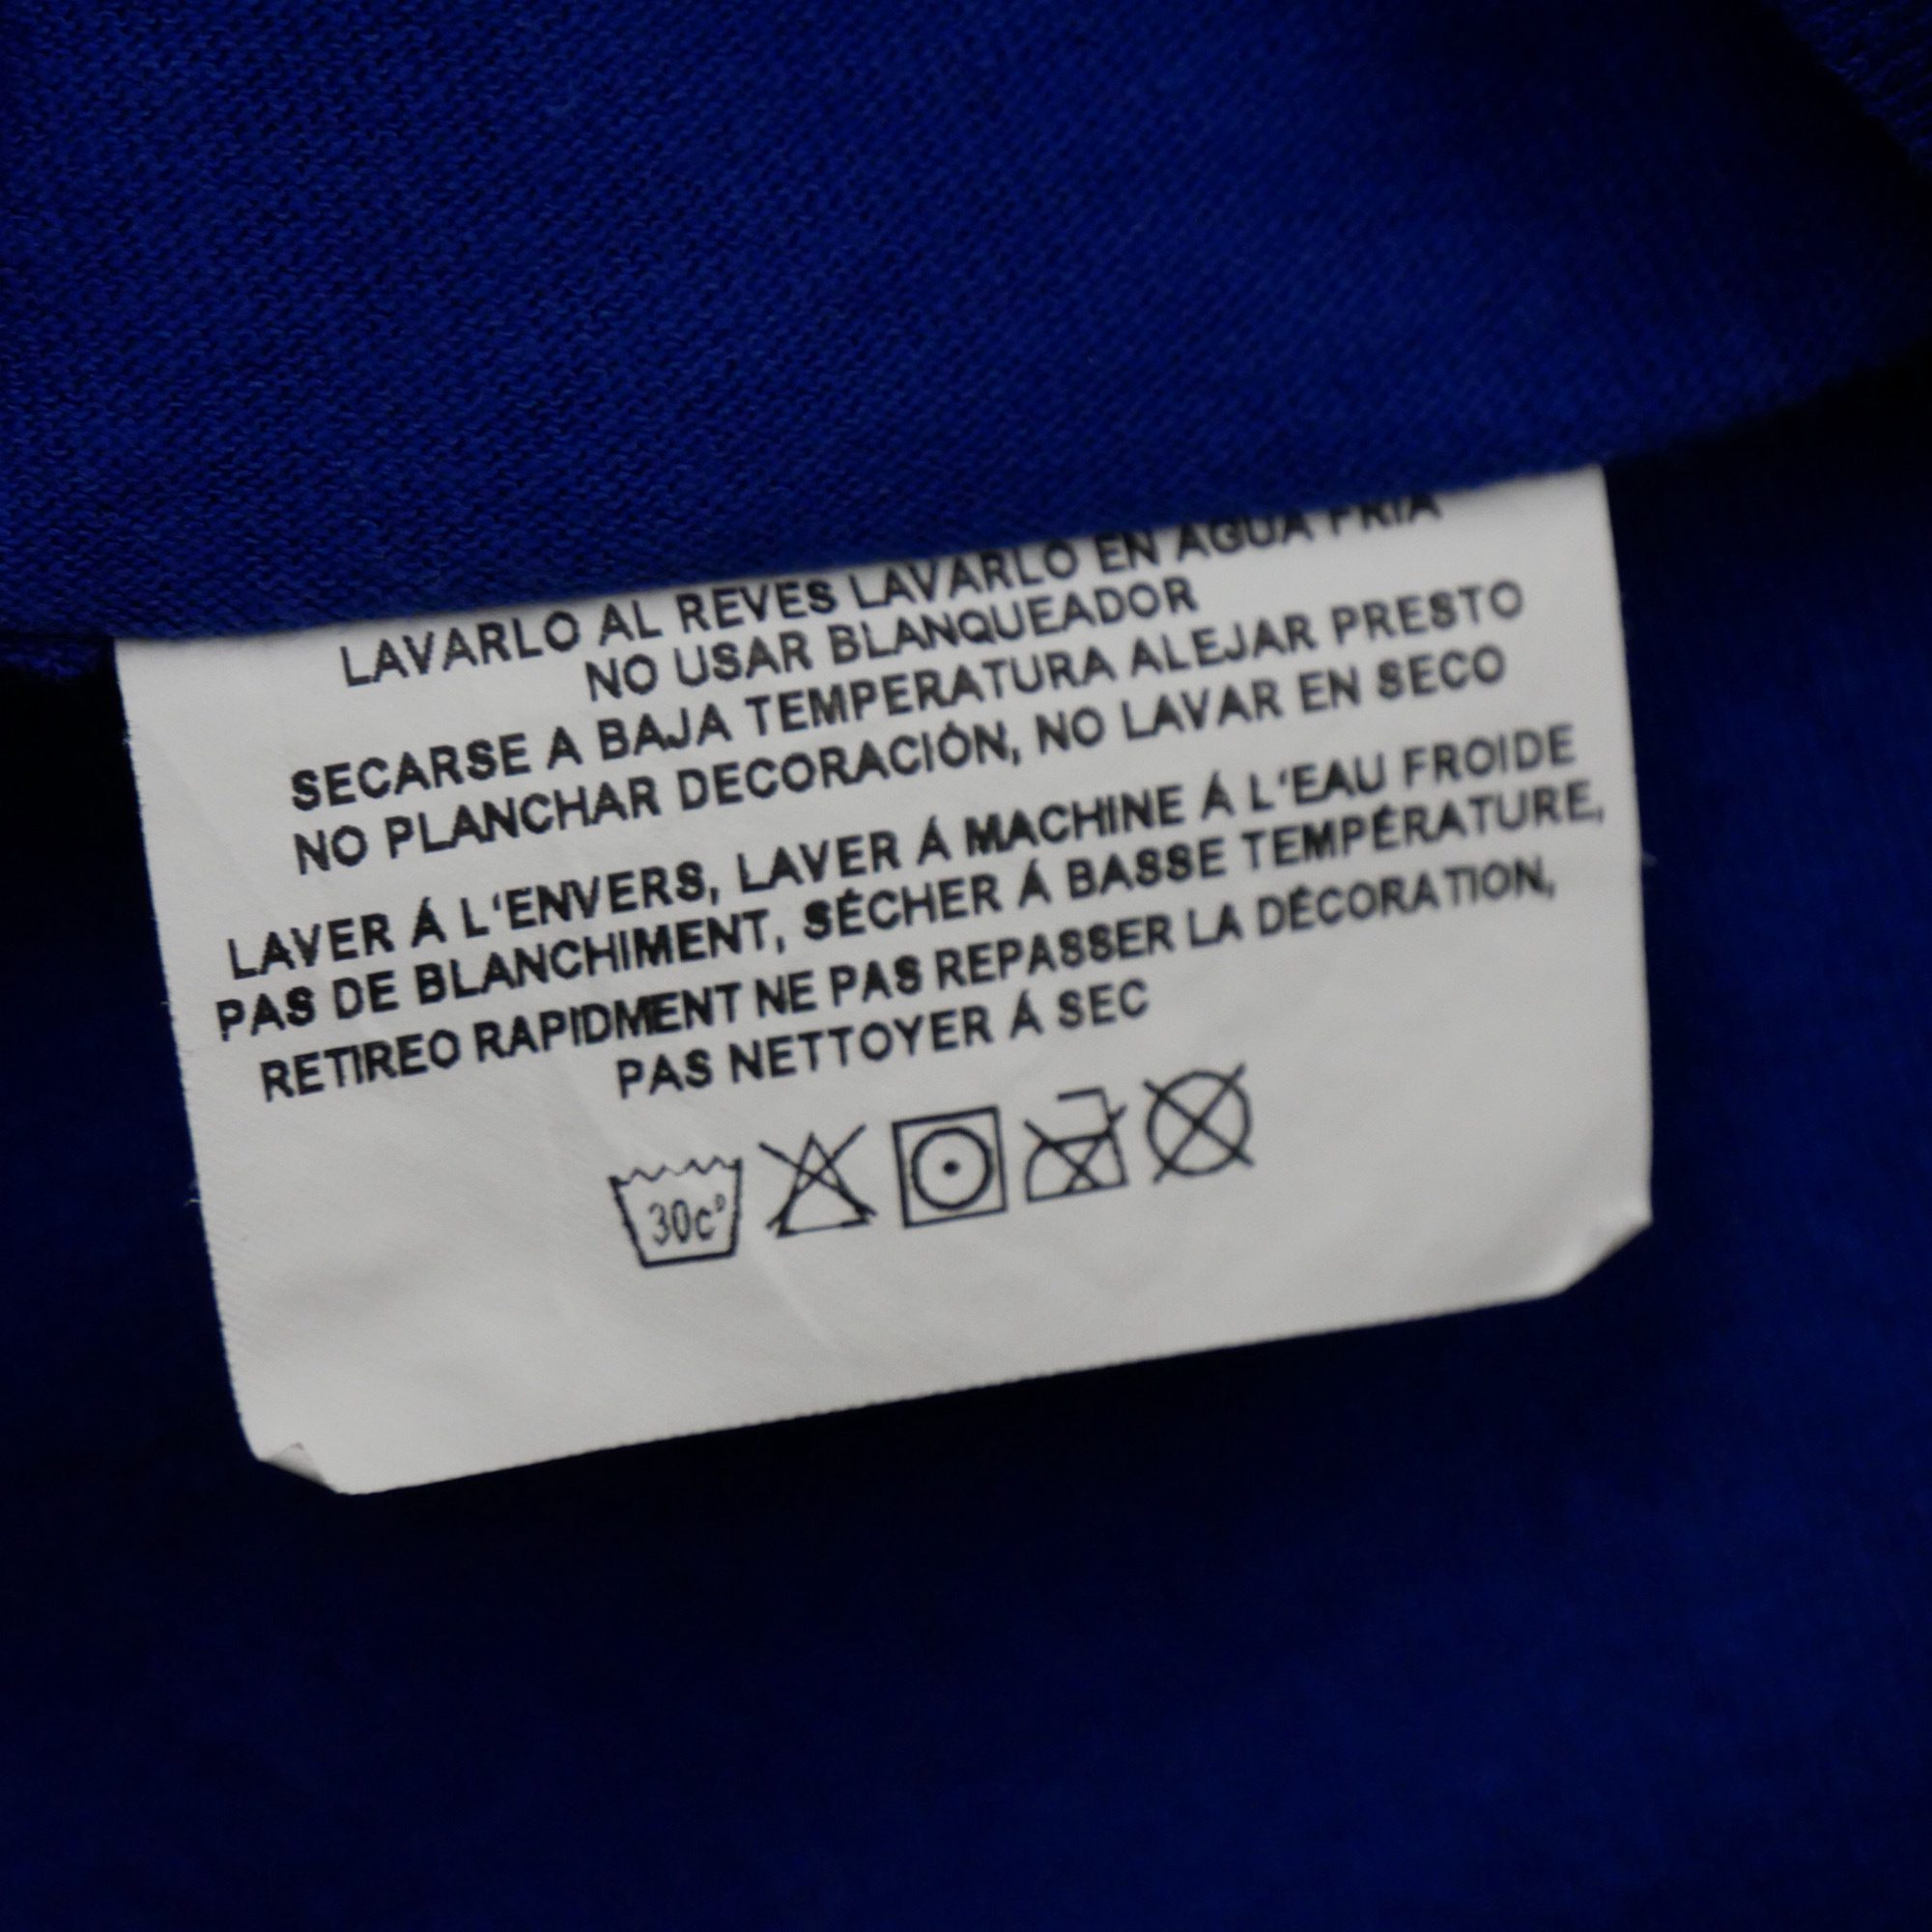 LAVARLO AL REVES LAVARLO EN AGUA FRIA
NO USAR BLANQUEADOR
SECARSE A BAJA TEMPERATURA ALEJAR PRESTO
NO PLANCHAR DECORACIÓN, NO LAVAR EN SECO
LAVER Á L'ENVERS, LAVER Á MACHINE Á L'EAU FROIDE
PAS DE BLANCHIMENT, SÉCHER Á BASSE TEMPÉRATURE,
RETIREO RAPIDMENT NE PAS REPASSER LA DÉCORATION,
PAS NETTOYER Á SEC
30c°